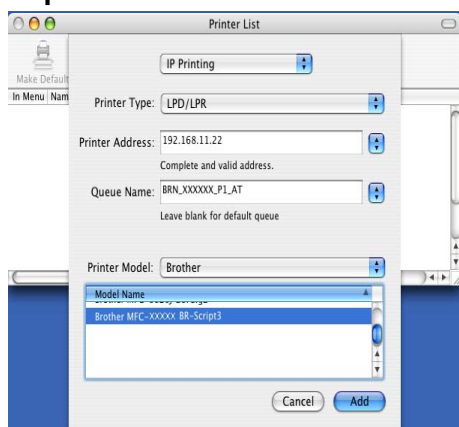 Printer List
IP Printing
Make Default
In Menu Nam
Printer Type: LPD/LPR
Printer Address: 192.168.11.22
Complete and valid address.
Queue Name: BRN_XXXXXX_P1_AT
Leave blank for default queue
Printer Model: Brother
Model Name
Brother MFC-XXXXX BR-Script3
Cancel Add